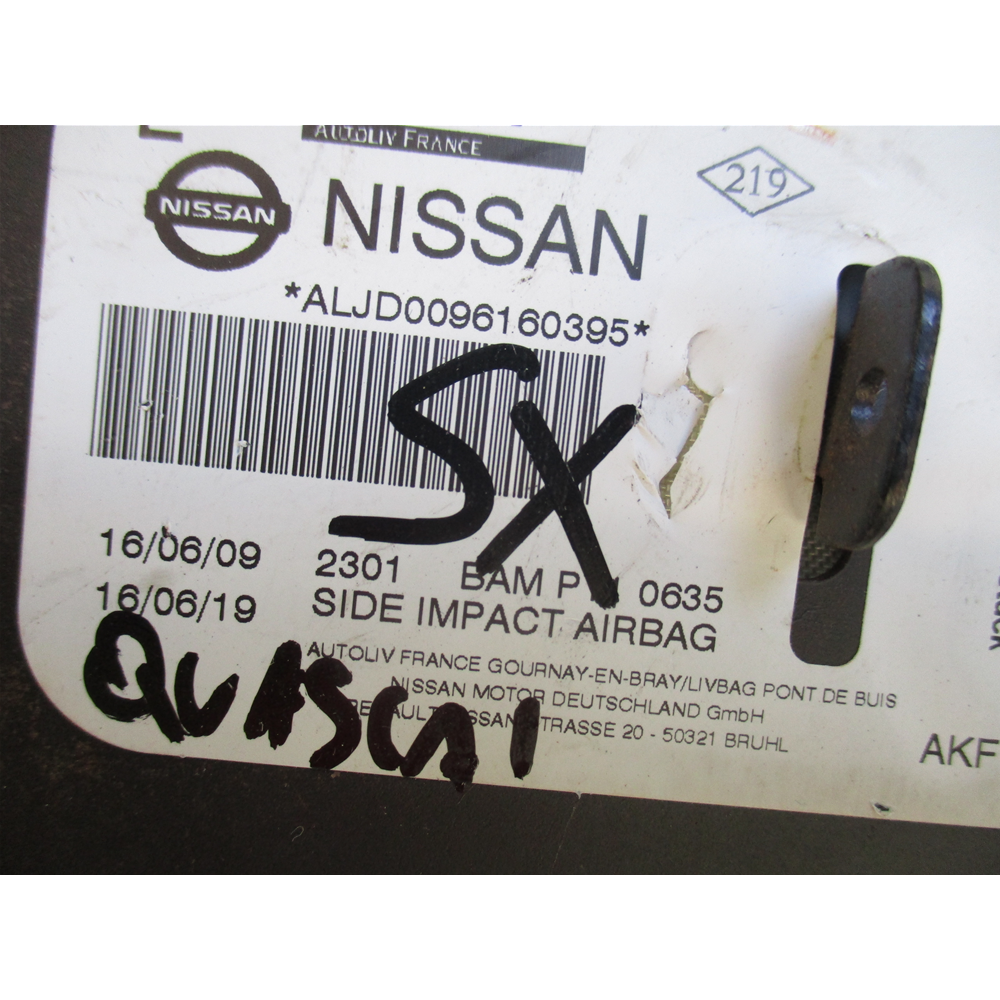 AUTOLIV FRANCE
219
NISSAN NISSAN
*ALJD0096160395*
SX
16/06/09 2301 BAM P 0635
16/06/19 SIDE IMPACT AIRBAG
AUTOLIV FRANCE GOURNAY-EN-BRAY/LIVBAG PONT DE BUIS
NISSAN MOTOR DEUTSCHLAND GmbH
STRASSE 20 - 50321 BRUHL
QUASCAI
AKF